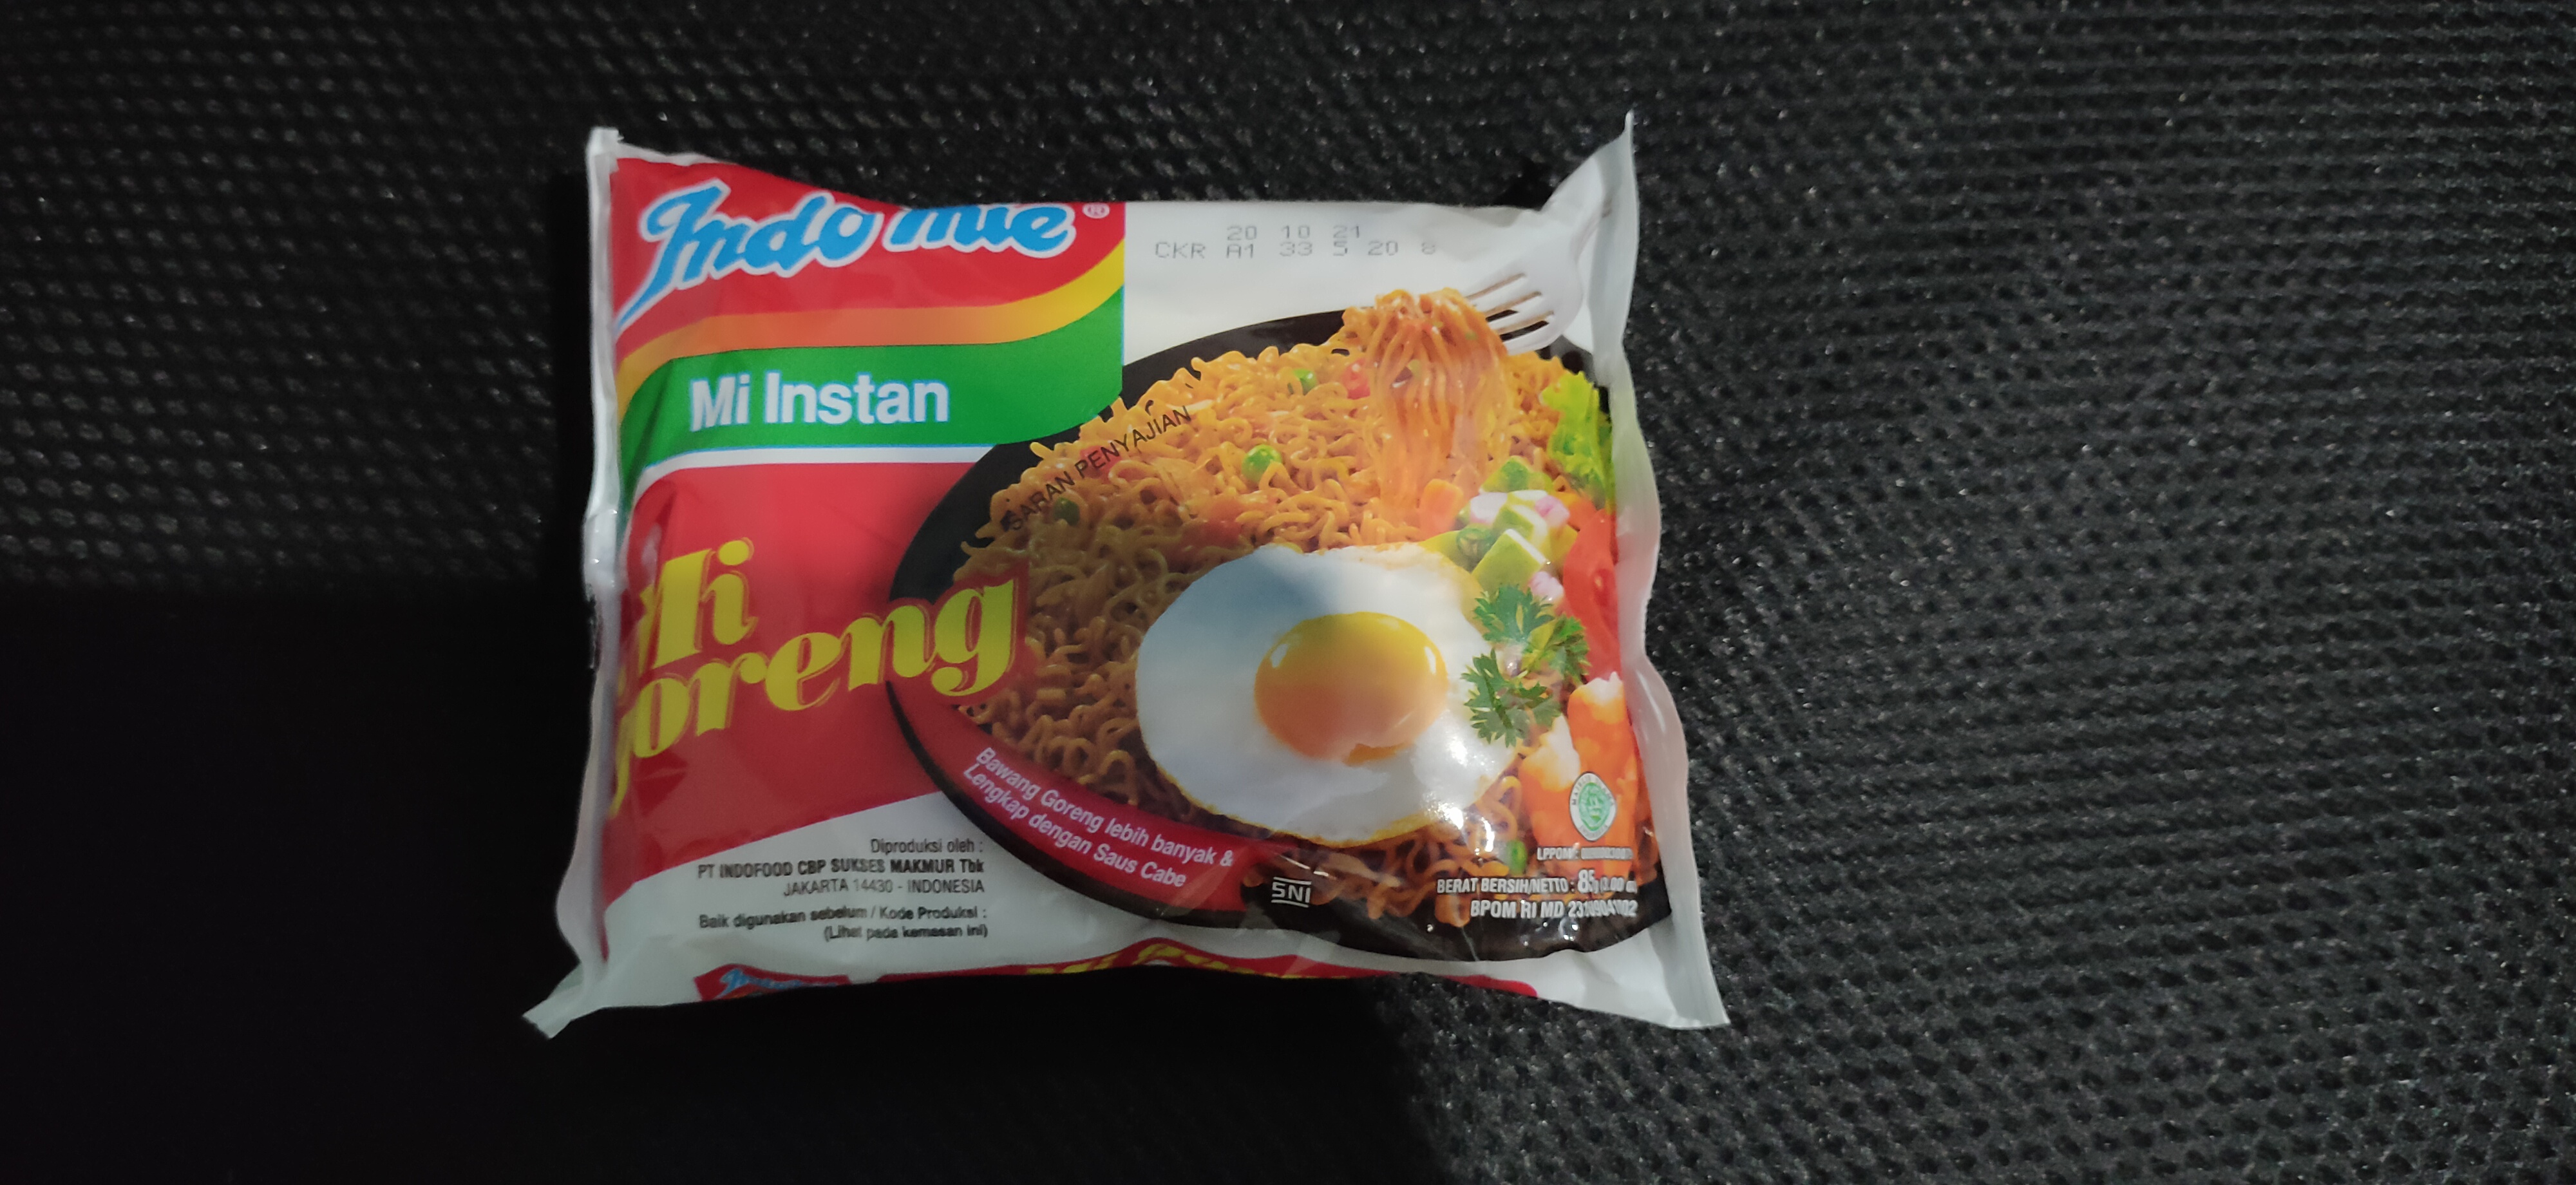 Indomie®
20 10 21
CKR A1 33 5 20 8
Mi Instan
SARAN PENYAJIAN
Mi
goreng
Bawang Goreng lebih banyak &
Lengkap dengan Saus Cabe
Diproduksi oleh :
PT INDOFOOD CBP SUKSES MAKMUR Tbk
JAKARTA 14430 - INDONESIA
Baik digunakan sebelum / Kode Produksi :
(Lihat pada kemasan ini)
SNI
LPPOM :
BERAT BERSIH/NETTO : 85g
BPOM RI MD